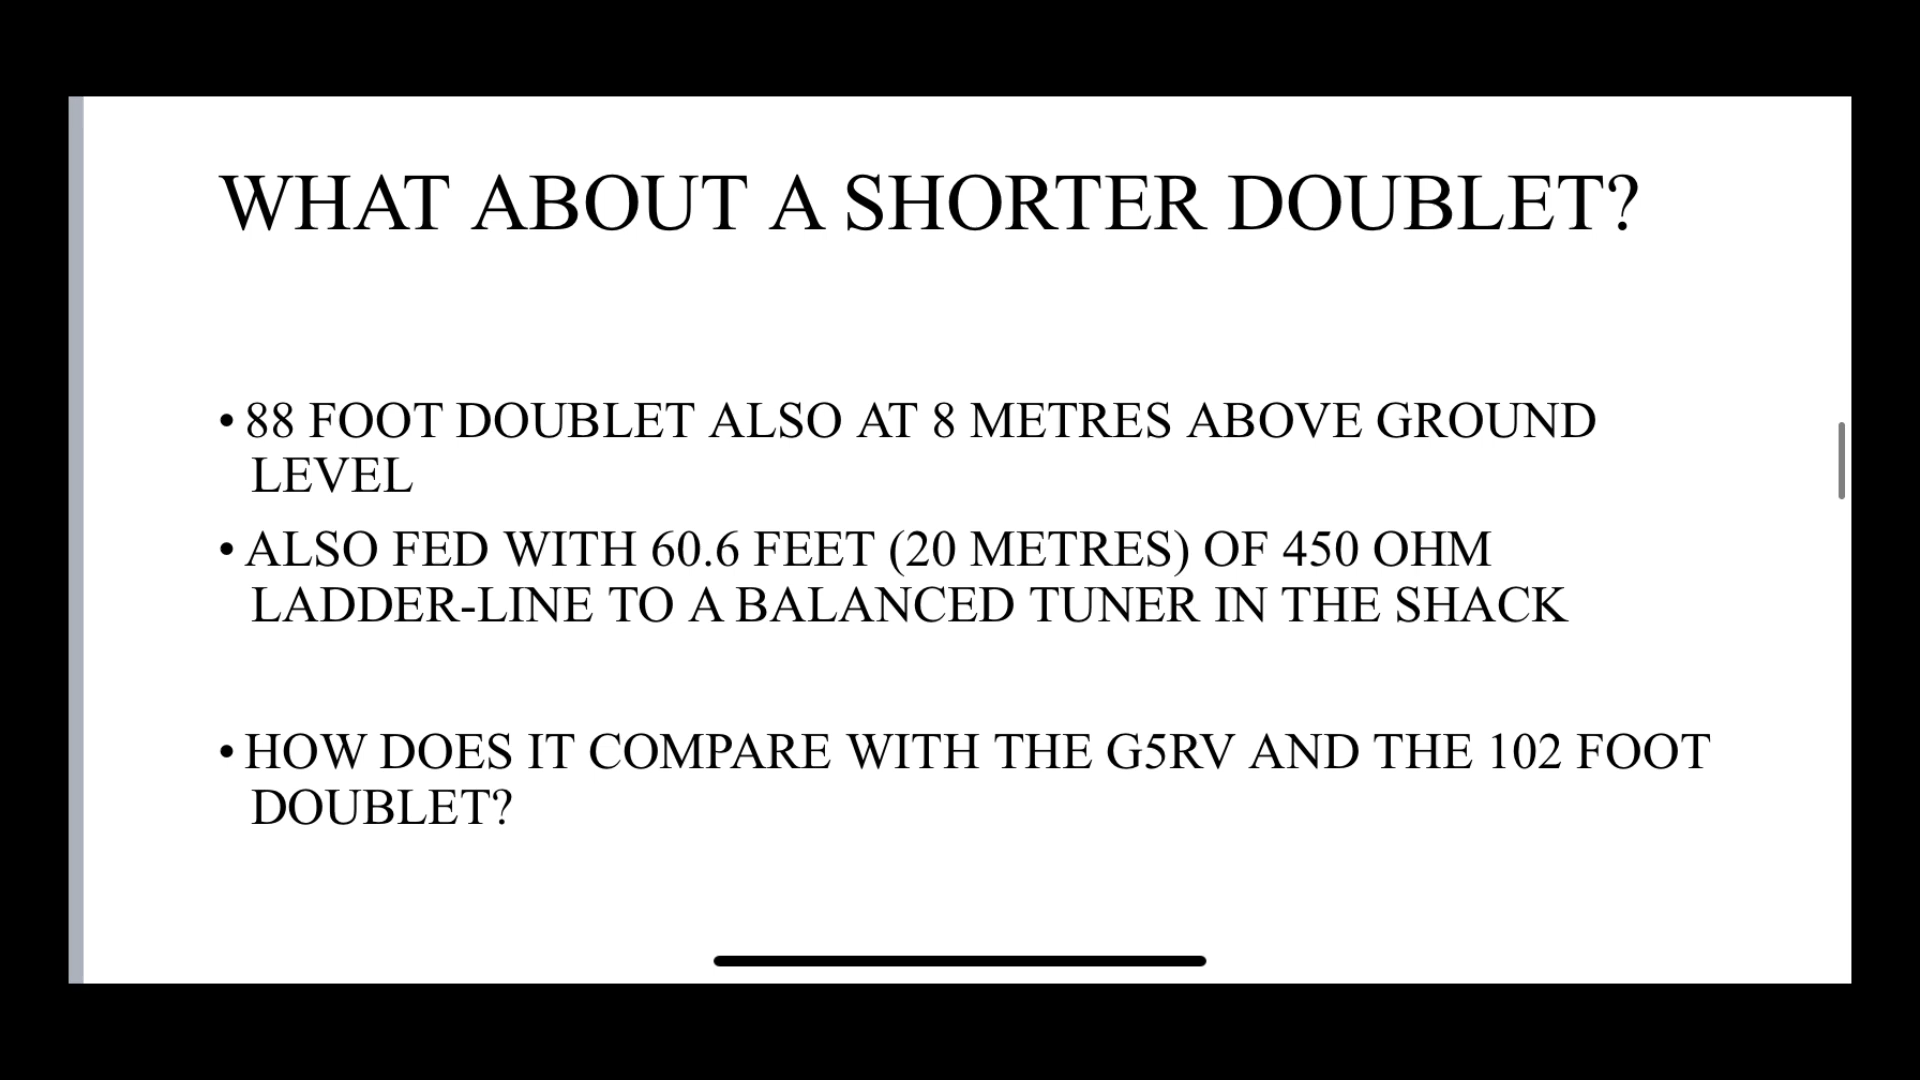 WHAT ABOUT A SHORTER DOUBLET?
• 88 FOOT DOUBLET ALSO AT 8 METRES ABOVE GROUND
LEVEL
• ALSO FED WITH 60.6 FEET (20 METRES) OF 450 OHM
LADDER-LINE TO A BALANCED TUNER IN THE SHACK
• HOW DOES IT COMPARE WITH THE G5RV AND THE 102 FOOT
DOUBLET?